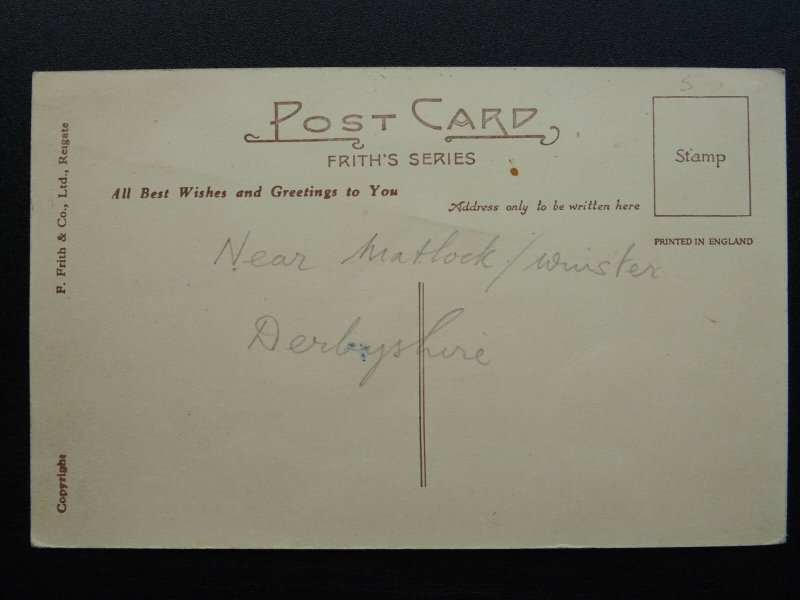 POST CARD
FRITH'S SERIES
All Best Wishes and Greetings to You
Address only to be written here
Stamp
PRINTED IN ENGLAND
Near Matlock / Winster
Derbyshire
F. Frith & Co., Ltd., Reigate
Copyright